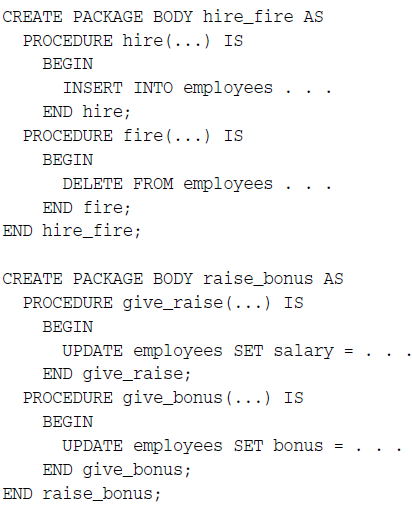 CREATE PACKAGE BODY hire_fire AS
PROCEDURE hire(...) IS
BEGIN
INSERT INTO employees . . .
END hire;
PROCEDURE fire(...) IS
BEGIN
DELETE FROM employees . . .
END fire;
END hire_fire;
CREATE PACKAGE BODY raise_bonus AS
PROCEDURE give_raise(...) IS
BEGIN
UPDATE employees SET salary = . . .
END give_raise;
PROCEDURE give_bonus(...) IS
BEGIN
UPDATE employees SET bonus = . . .
END give_bonus;
END raise_bonus;